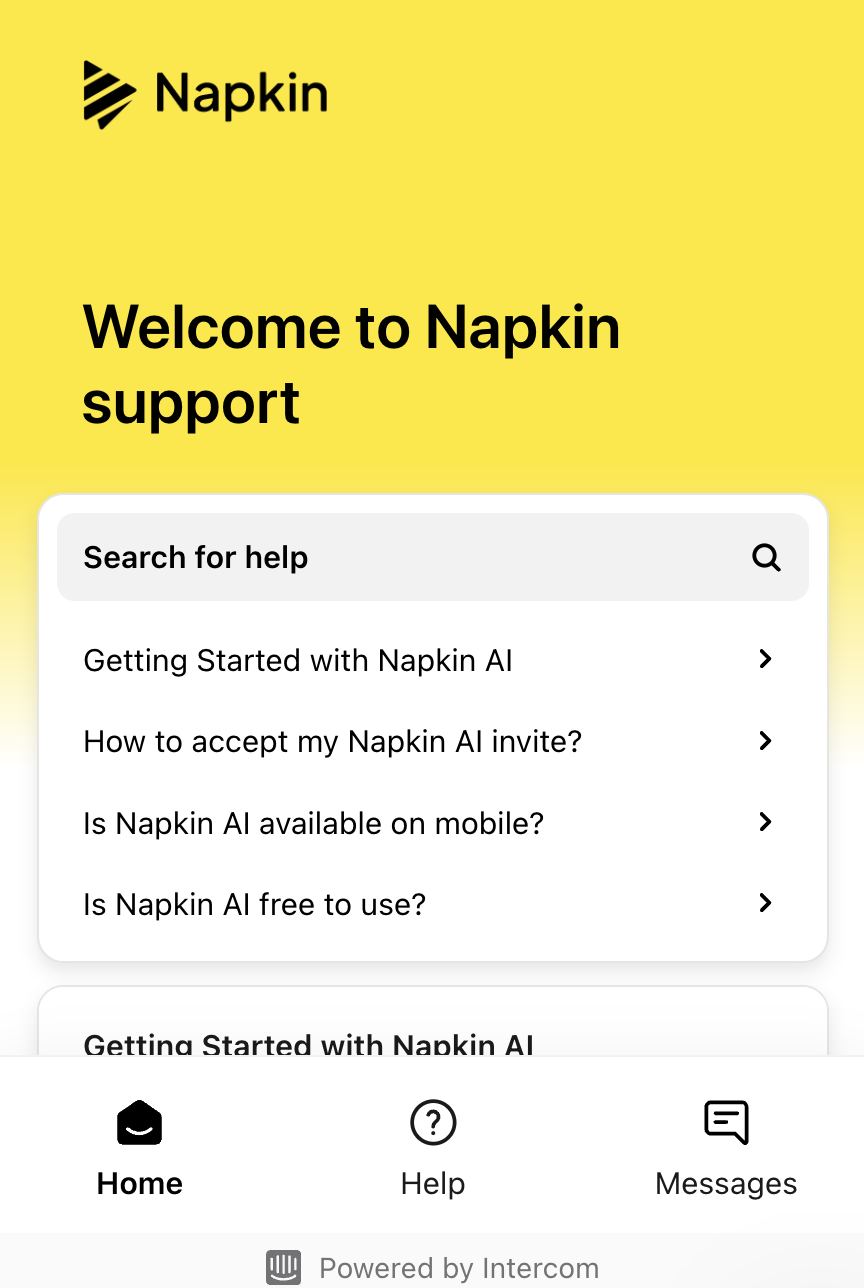 Napkin
Welcome to Napkin
support
Search for help
Getting Started with Napkin AI
How to accept my Napkin AI invite?
Is Napkin AI available on mobile?
Is Napkin AI free to use?
Getting Started with Napkin AI
Home
Help
Messages
Powered by Intercom